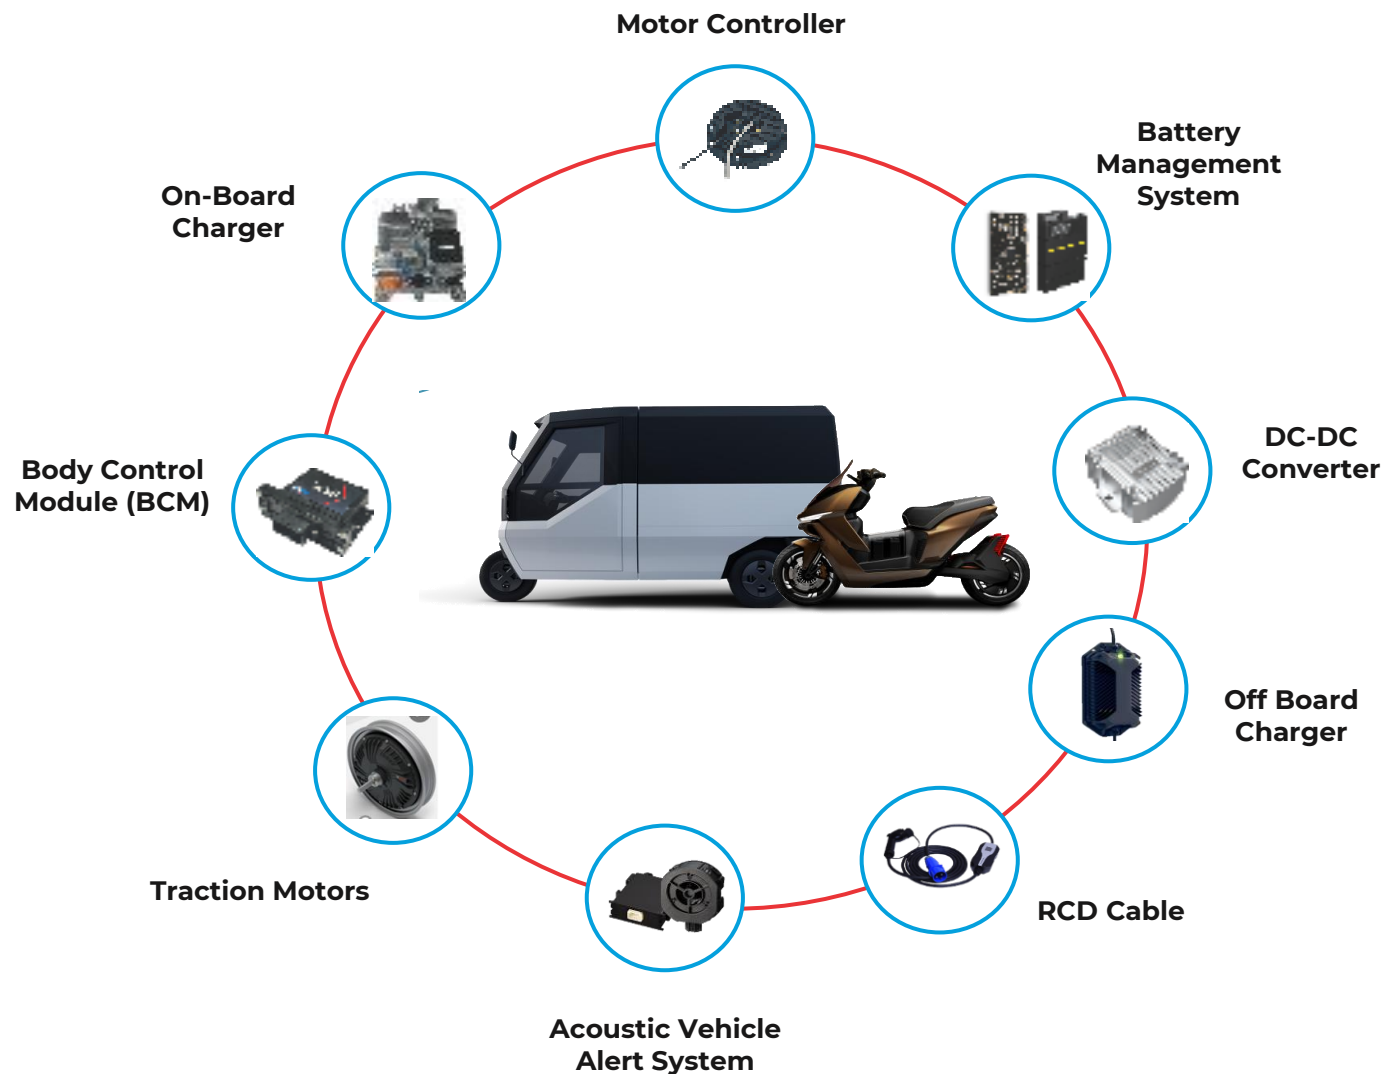 Motor Controller
Battery
Management
System
On-Board
Charger
DC-DC
Converter
Body Control
Module (BCM)
Off Board
Charger
Traction Motors
RCD Cable
Acoustic Vehicle
Alert System